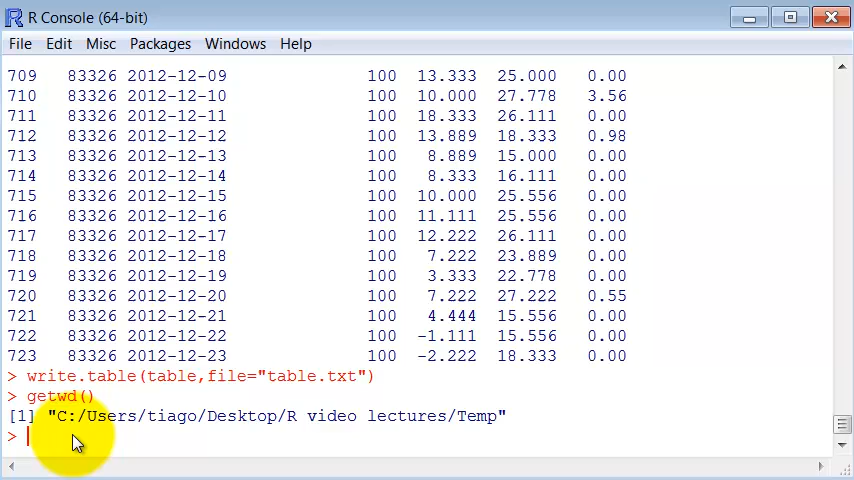 R Console (64-bit)
File Edit Misc Packages Windows Help
709 83326 2012-12-09 100 13.333 25.000 0.00
710 83326 2012-12-10 100 10.000 27.778 3.56
711 83326 2012-12-11 100 18.333 26.111 0.00
712 83326 2012-12-12 100 13.889 18.333 0.98
713 83326 2012-12-13 100 8.889 15.000 0.00
714 83326 2012-12-14 100 8.333 16.111 0.00
715 83326 2012-12-15 100 10.000 25.556 0.00
716 83326 2012-12-16 100 11.111 25.556 0.00
717 83326 2012-12-17 100 12.222 26.111 0.00
718 83326 2012-12-18 100 7.222 23.889 0.00
719 83326 2012-12-19 100 3.333 22.778 0.00
720 83326 2012-12-20 100 7.222 27.222 0.55
721 83326 2012-12-21 100 4.444 15.556 0.00
722 83326 2012-12-22 100 -1.111 15.556 0.00
723 83326 2012-12-23 100 -2.222 18.333 0.00
> write.table(table,file="table.txt")
> getwd()
[1] "C:/Users/tiago/Desktop/R video lectures/Temp"
>